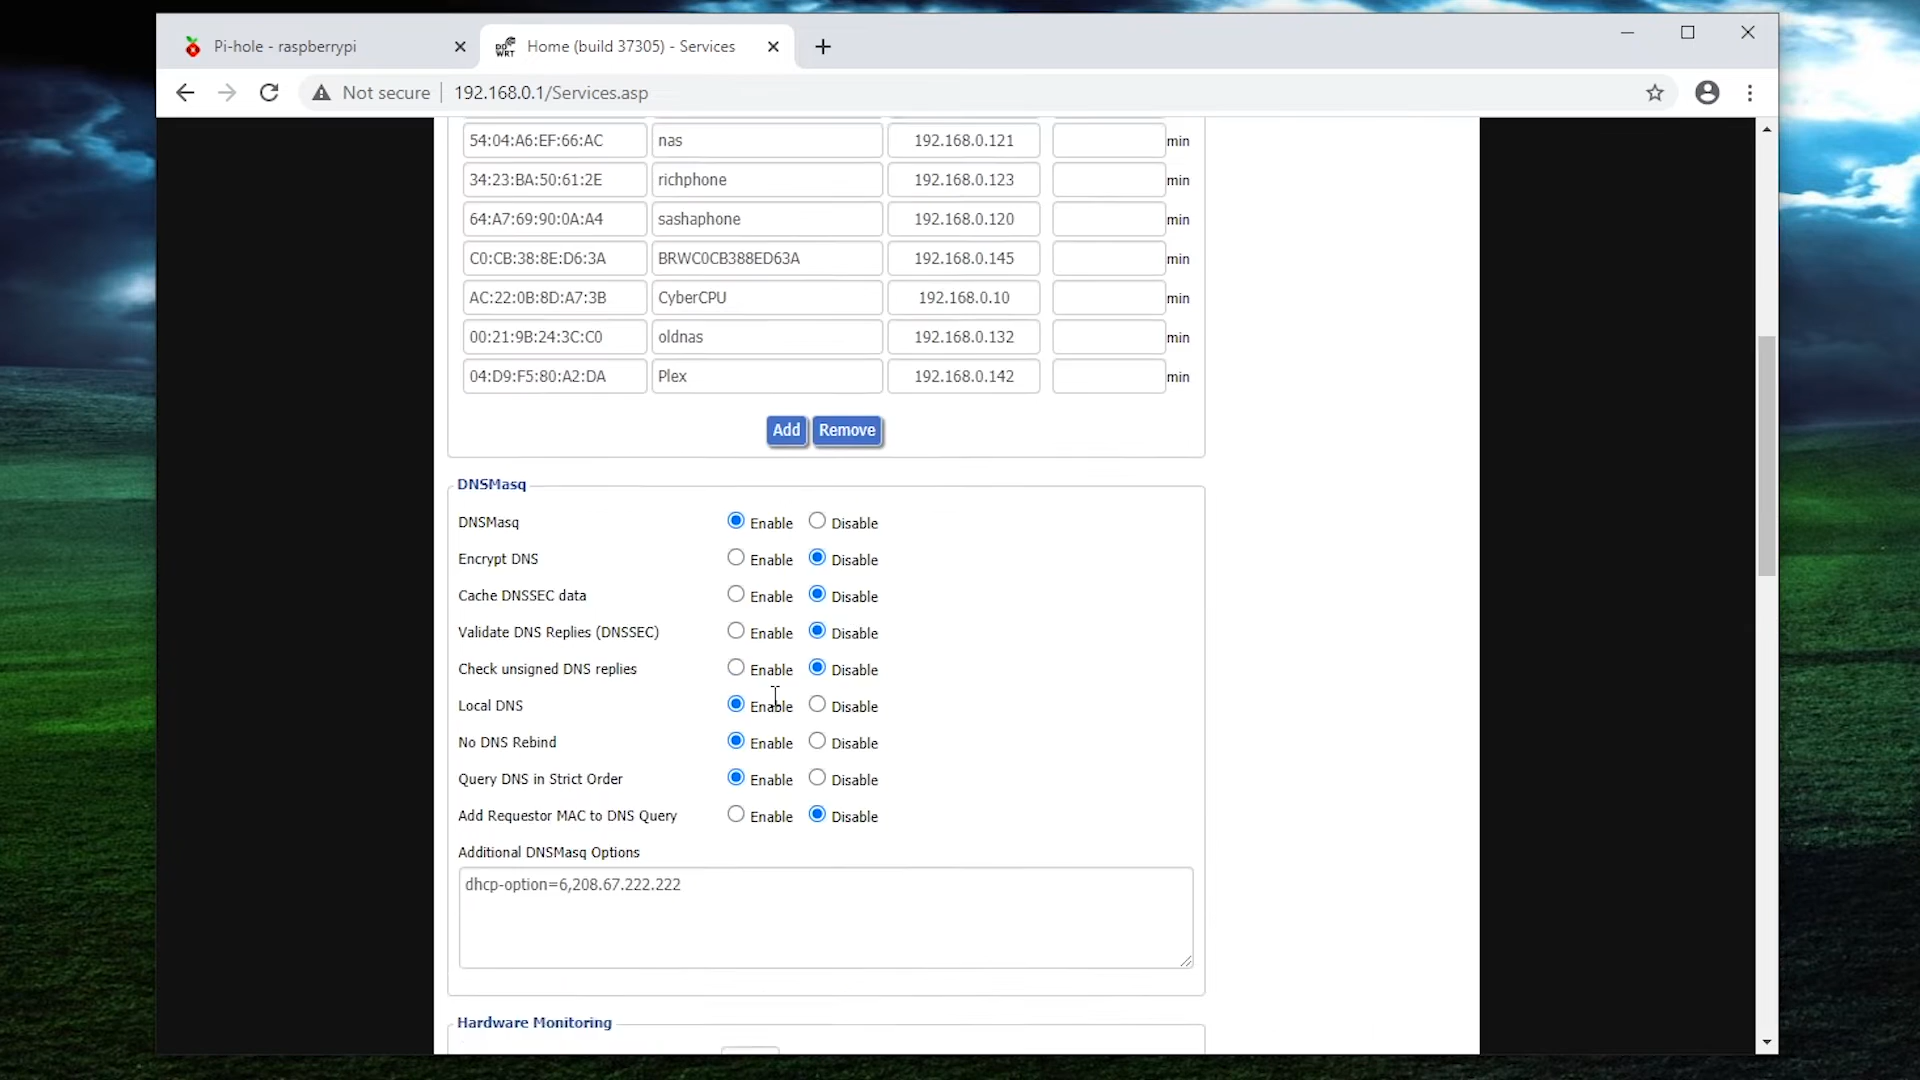 Pi-hole - raspberrypi
DD WRT
Home (build 37305) - Services
Not secure
192.168.0.1/Services.asp
54:04:A6:EF:66:AC nas 192.168.0.121 min
34:23:BA:50:61:2E richphone 192.168.0.123 min
64:A7:69:90:0A:A4 sashaphone 192.168.0.120 min
C0:CB:38:8E:D6:3A BRWC0CB388ED63A 192.168.0.145 min
AC:22:0B:8D:A7:3B CyberCPU 192.168.0.10 min
00:21:9B:24:3C:C0 oldnas 192.168.0.132 min
04:D9:F5:80:A2:DA Plex 192.168.0.142 min
Add Remove
DNSMasq
DNSMasq Enable Disable
Encrypt DNS Enable Disable
Cache DNSSEC data Enable Disable
Validate DNS Replies (DNSSEC) Enable Disable
Check unsigned DNS replies Enable Disable
Local DNS Enable Disable
No DNS Rebind Enable Disable
Query DNS in Strict Order Enable Disable
Add Requestor MAC to DNS Query Enable Disable
Additional DNSMasq Options
dhcp-option=6,208.67.222.222
Hardware Monitoring